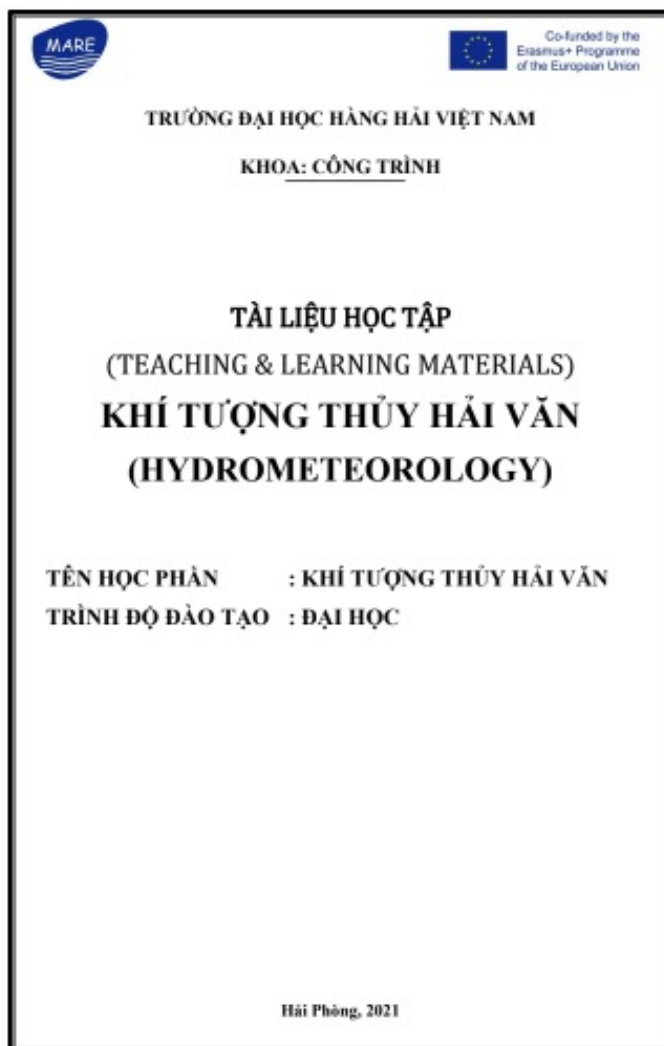 MARE
Co-funded by the
Erasmus+ Programme
of the European Union
TRƯỜNG ĐẠI HỌC HÀNG HẢI VIỆT NAM
KHOA: CÔNG TRÌNH
TÀI LIỆU HỌC TẬP
(TEACHING & LEARNING MATERIALS)
KHÍ TƯỢNG THỦY HẢI VĂN
(HYDROMETEOROLOGY)
TÊN HỌC PHẦN : KHÍ TƯỢNG THỦY HẢI VĂN
TRÌNH ĐỘ ĐÀO TẠO : ĐẠI HỌC
Hải Phòng, 2021